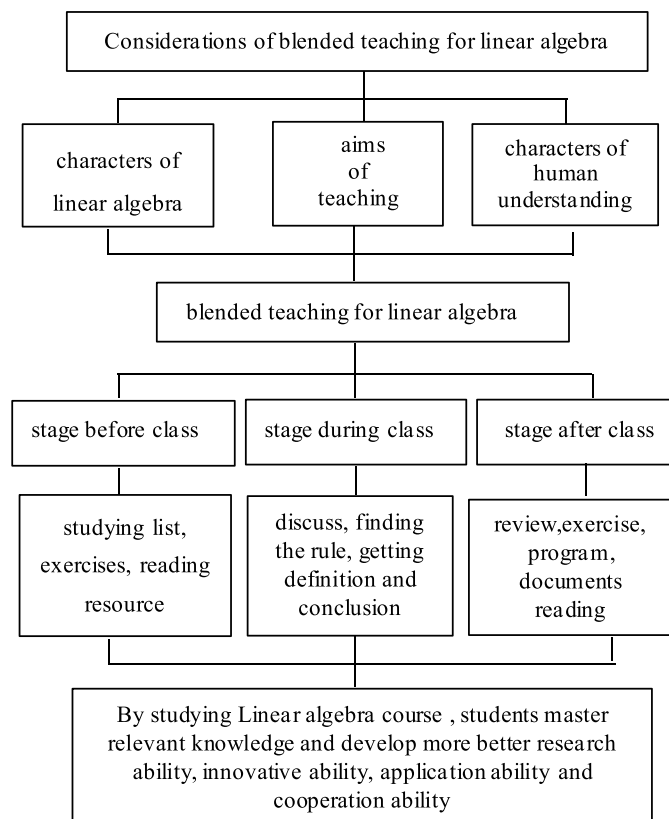 Considerations of blended teaching for linear algebra
characters of
linear algebra
aims
of
teaching
characters of
human
understanding
blended teaching for linear algebra
stage before class
stage during class
stage after class
studying list,
exercises, reading
resource
discuss, finding
the rule, getting
definition and
conclusion
review,exercise,
program,
documents
reading
By studying Linear algebra course , students master
relevant knowledge and develop more better research
ability, innovative ability, application ability and
cooperation ability